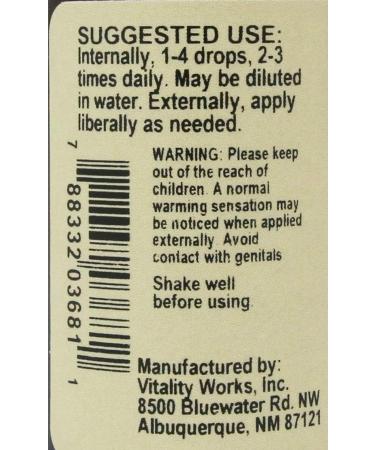 SUGGESTED USE:
Internally, 1-4 drops, 2-3
times daily. May be diluted
in water. Externally, apply
liberally as needed.
WARNING: Please keep
out of the reach of
children. A normal
warming sensation may
be noticed when applied
externally. Avoid
contact with genitals
Shake well
before using.
7 88332 03681 1
Manufactured by:
Vitality Works, Inc.
8500 Bluewater Rd. NW
Albuquerque, NM 87121